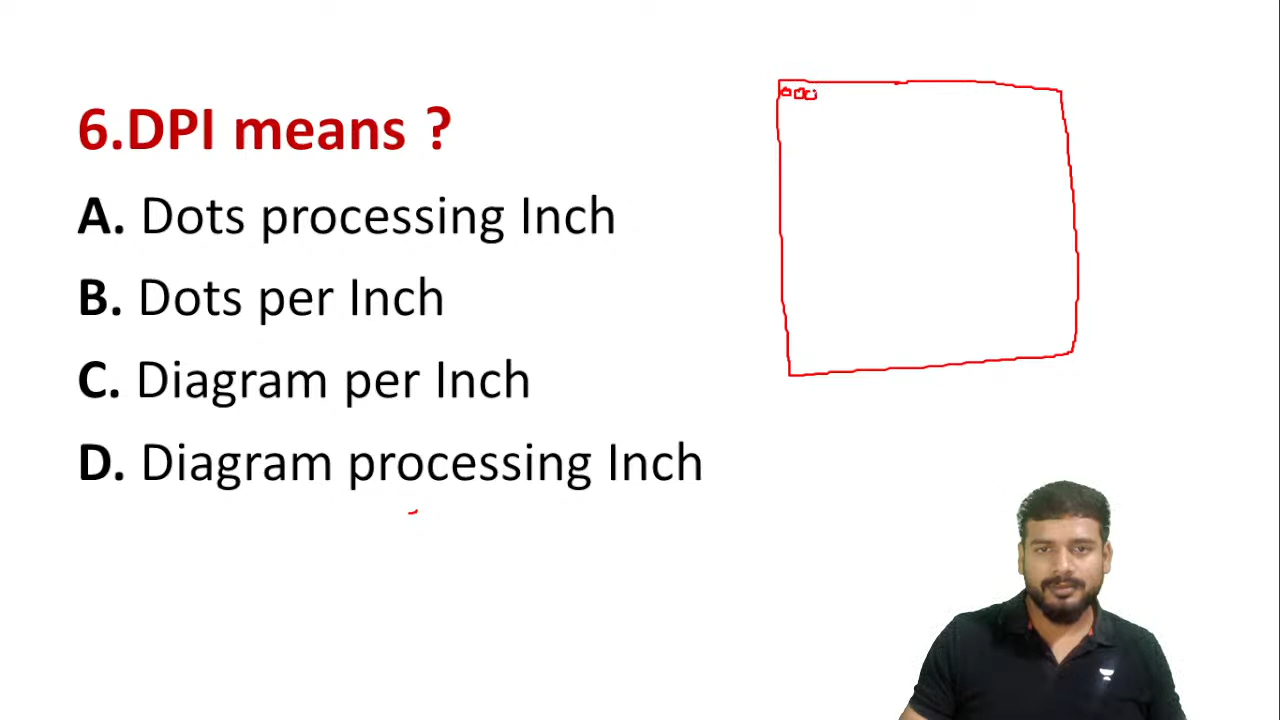 6.DPI means ?
A. Dots processing Inch
B. Dots per Inch
C. Diagram per Inch
D. Diagram processing Inch